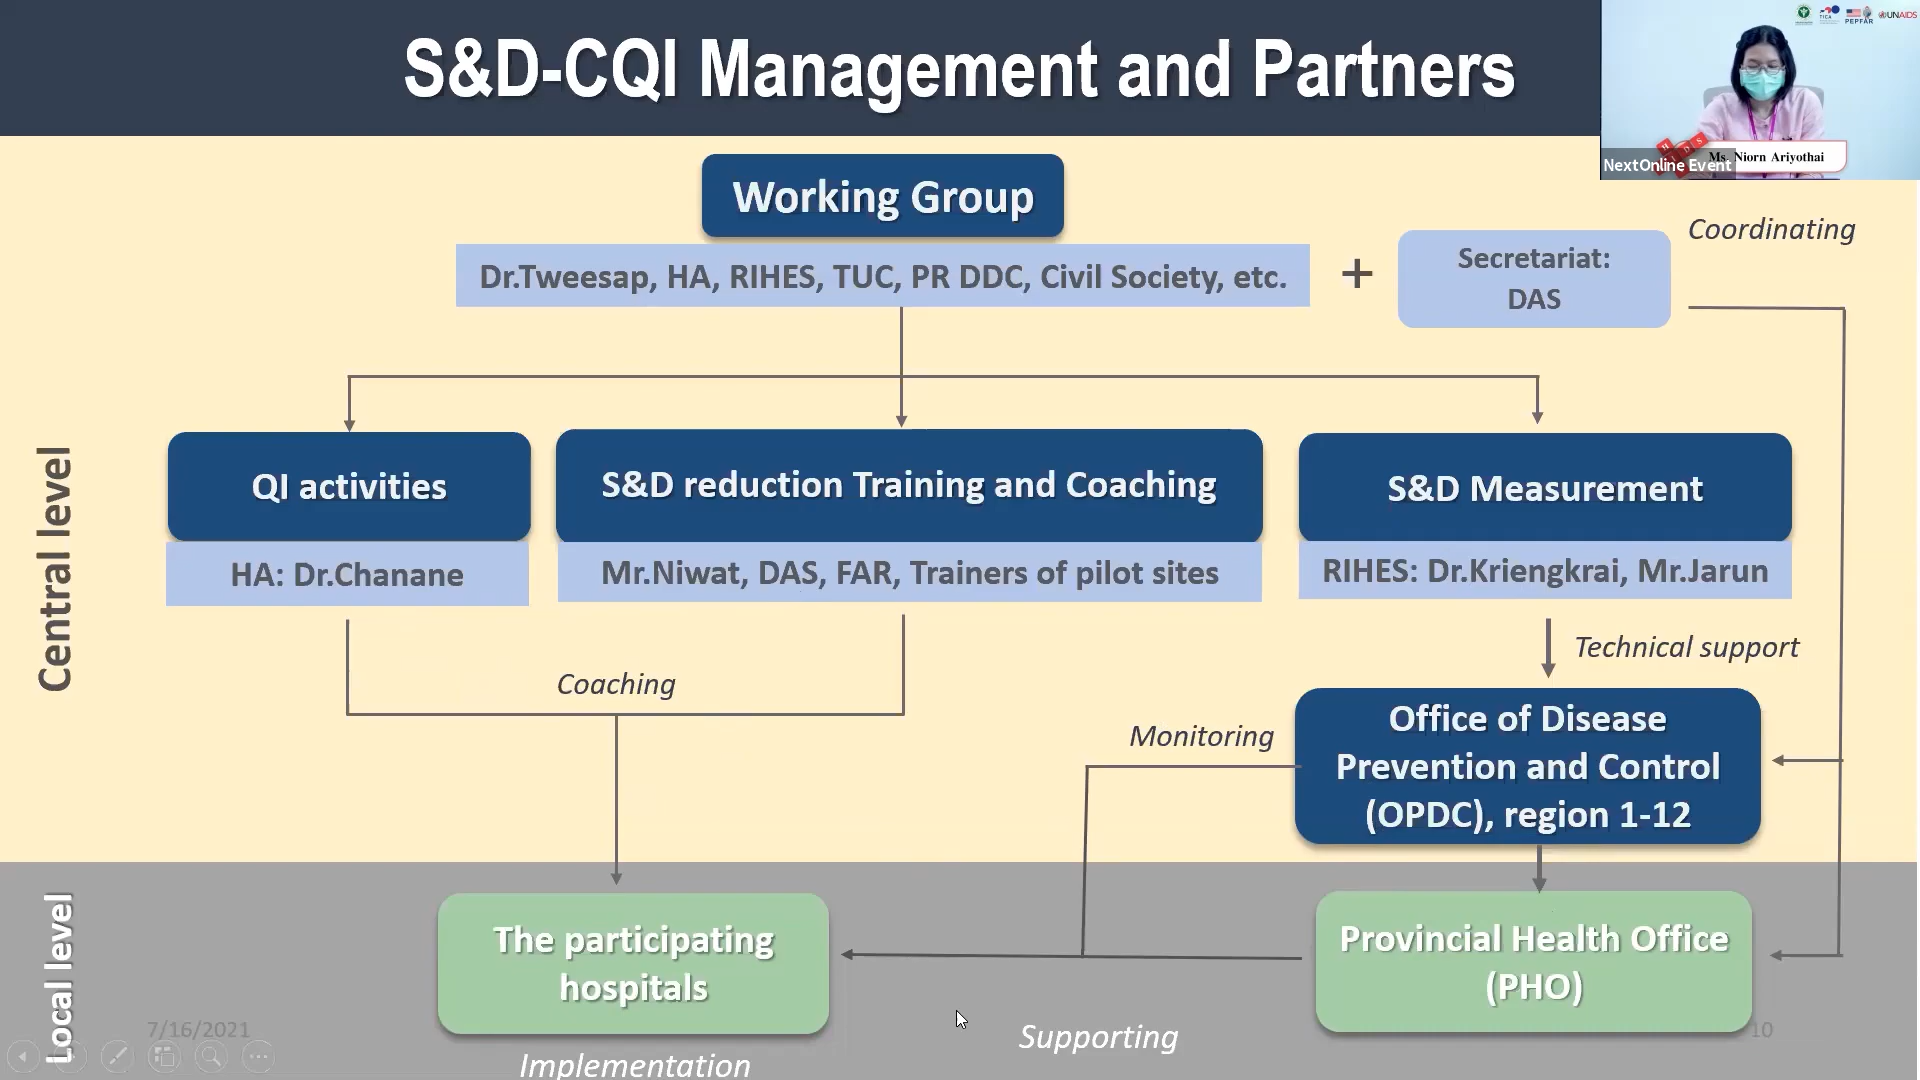 S&D-CQI Management and Partners
TICA
PEPFAR
UNAIDS
Ms. Niorn Ariyothai
NextOnline Event
Working Group
Dr.Tweesap, HA, RIHES, TUC, PR DDC, Civil Society, etc.
+
Secretariat:
DAS
Coordinating
Central level
QI activities
HA: Dr.Chanane
S&D reduction Training and Coaching
Mr.Niwat, DAS, FAR, Trainers of pilot sites
S&D Measurement
RIHES: Dr.Kriengkrai, Mr.Jarun
Coaching
Technical support
Monitoring
Office of Disease
Prevention and Control
(OPDC), region 1-12
Local level
The participating
hospitals
Provincial Health Office
(PHO)
7/16/2021
10
Supporting
Implementation